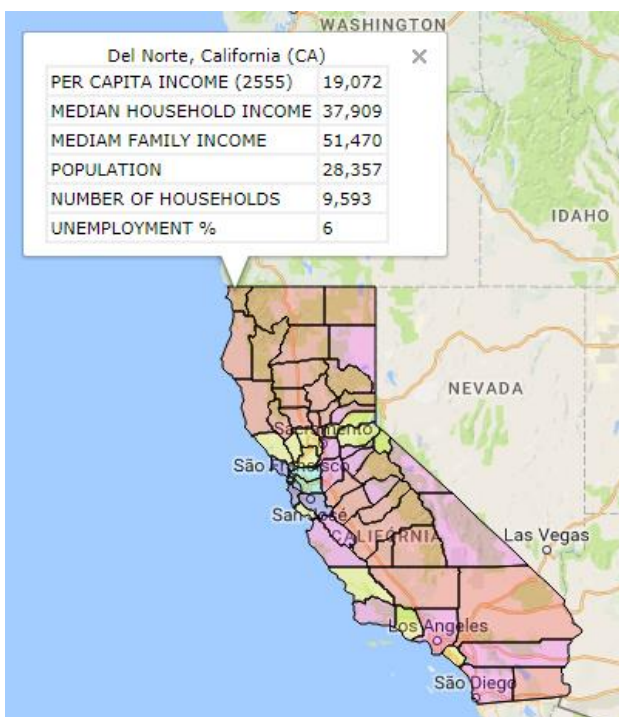 WASHINGTON
Del Norte, California (CA) ×
PER CAPITA INCOME (2555) 19,072
MEDIAN HOUSEHOLD INCOME 37,909
MEDIAM FAMILY INCOME 51,470
POPULATION 28,357
NUMBER OF HOUSEHOLDS 9,593
UNEMPLOYMENT % 6
IDAHO
NEVADA
Sacramento
São Francisco
San José
CALIFÓRNIA
Las Vegas
Los Angeles
São Diego